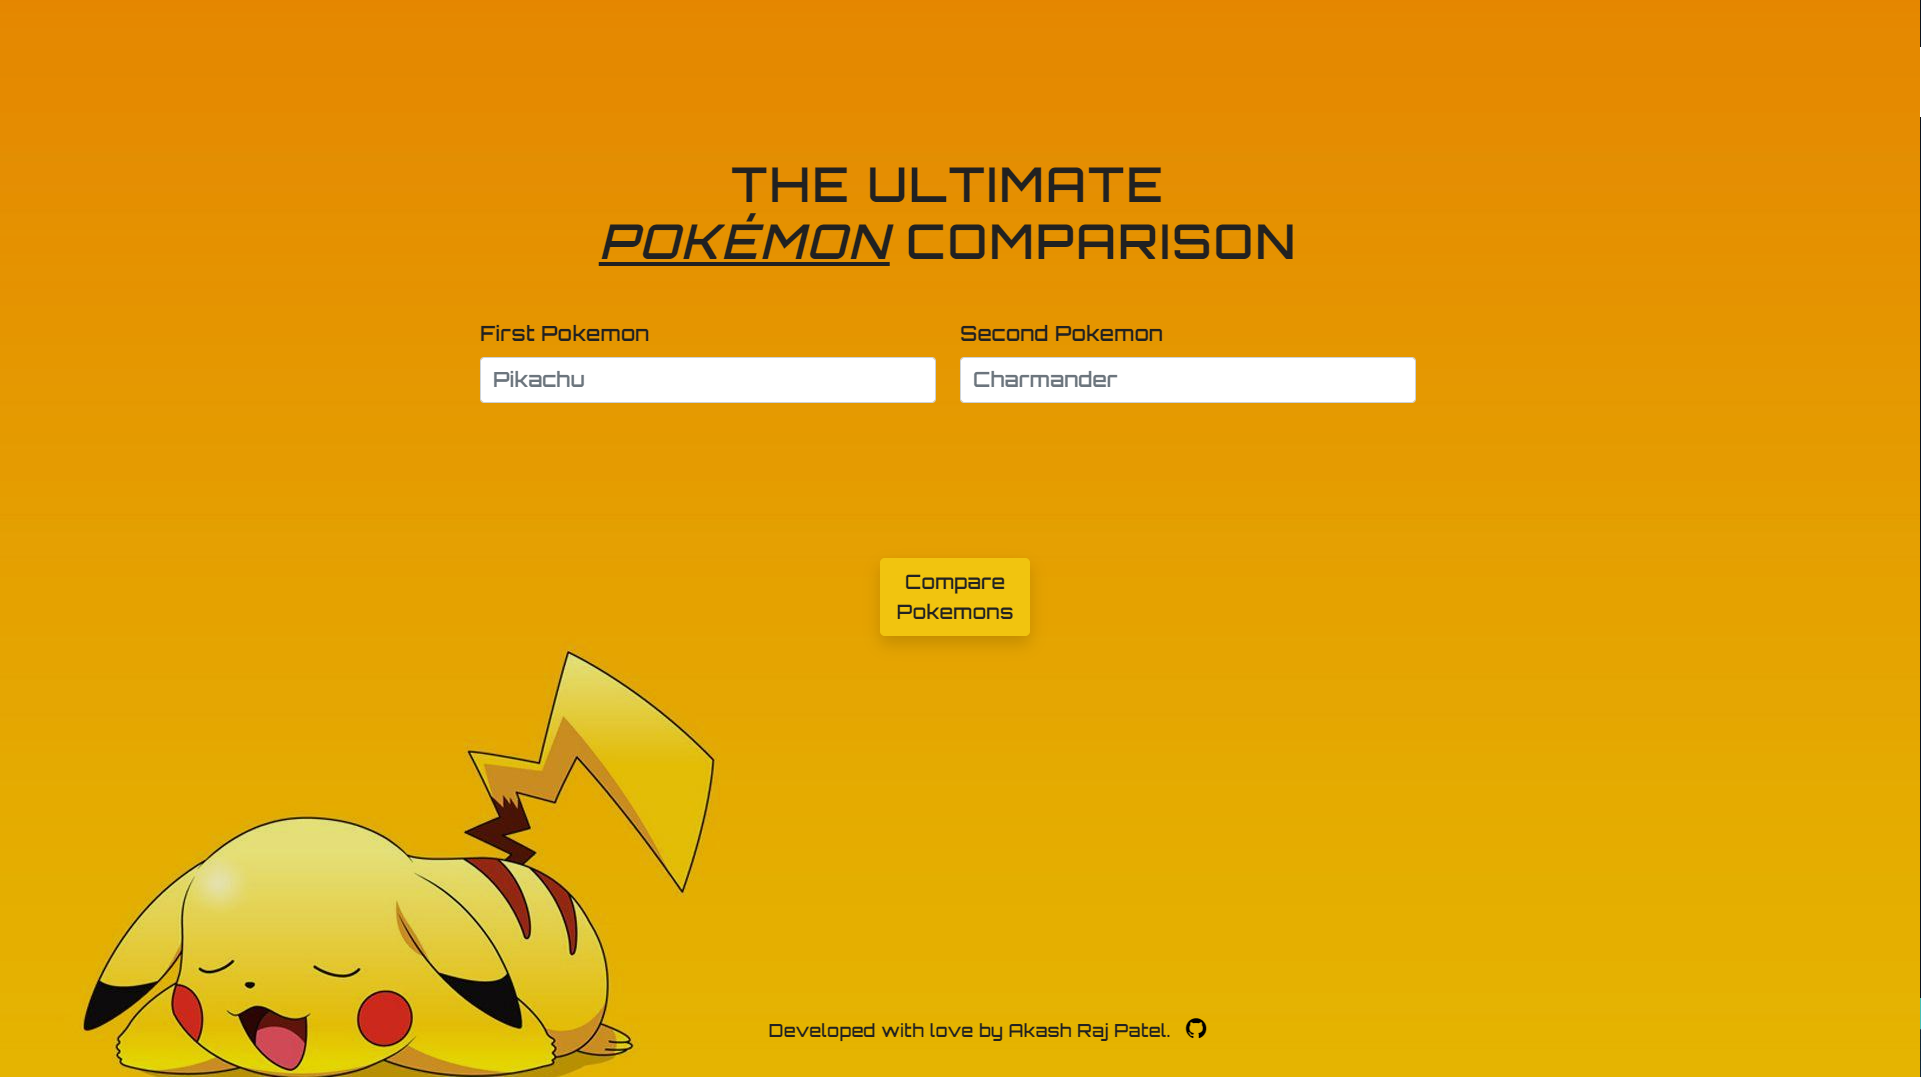 THE ULTIMATE
POKÉMON COMPARISON
First Pokemon
Second Pokemon
Pikachu
Charmander
Compare
Pokemons
Developed with love by Akash Raj Patel.